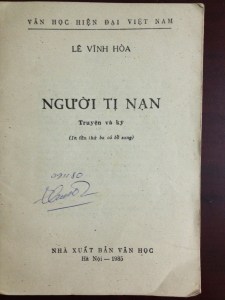 VĂN HỌC HIỆN ĐẠI VIỆT NAM
LÊ VĨNH HÒA
NGƯỜI TỊ NẠN
Truyện và ký
(In lần thứ ba có bổ sung)
NHÀ XUẤT BẢN VĂN HỌC
Hà Nội — 1985